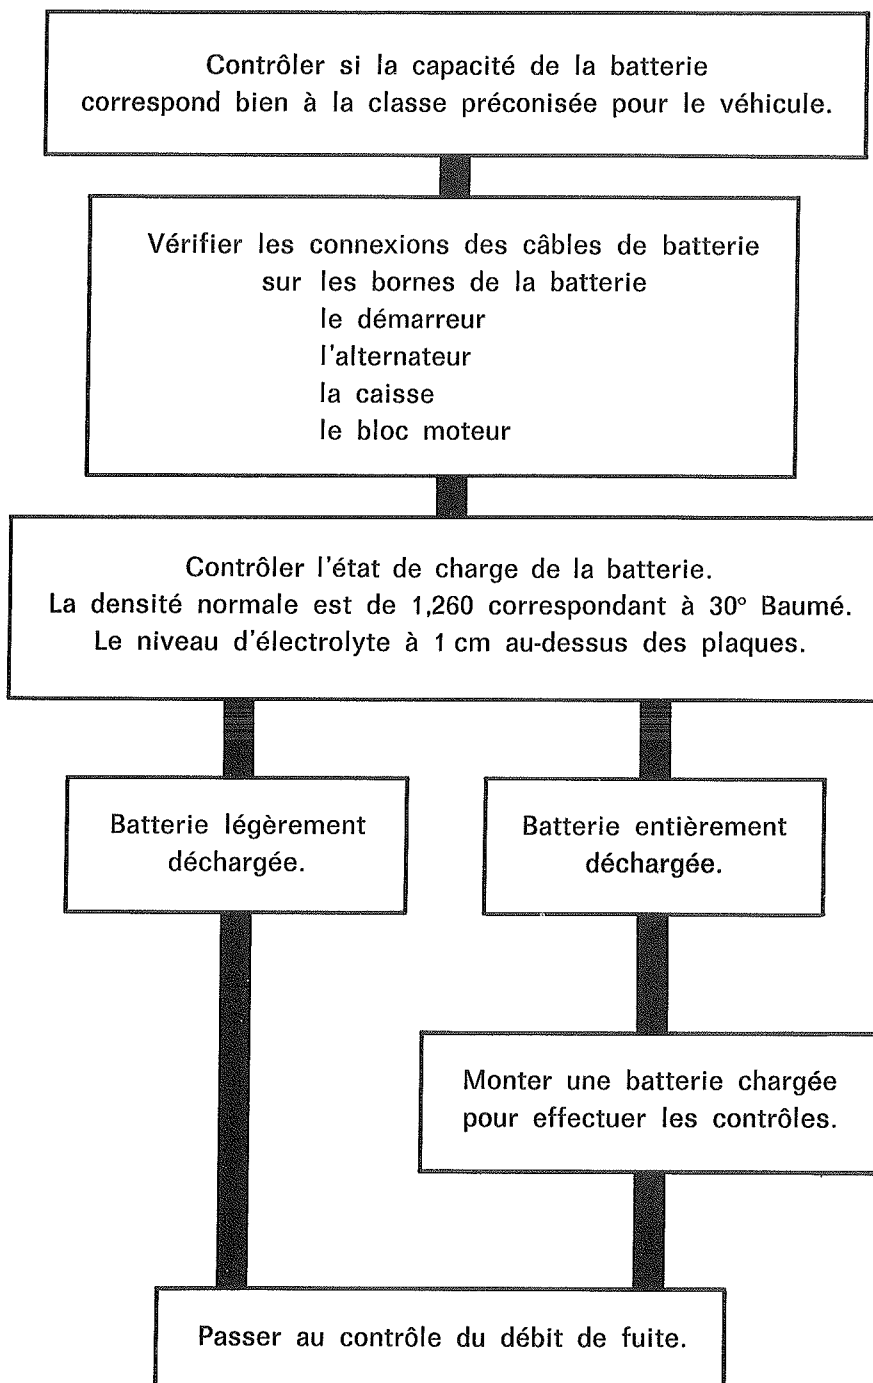 Contrôler si la capacité de la batterie
correspond bien à la classe préconisée pour le véhicule.
Vérifier les connexions des câbles de batterie
sur les bornes de la batterie
le démarreur
l'alternateur
la caisse
le bloc moteur
Contrôler l'état de charge de la batterie.
La densité normale est de 1,260 correspondant à 30° Baumé.
Le niveau d'électrolyte à 1 cm au-dessus des plaques.
Batterie légèrement
déchargée.
Batterie entièrement
déchargée.
Monter une batterie chargée
pour effectuer les contrôles.
Passer au contrôle du débit de fuite.